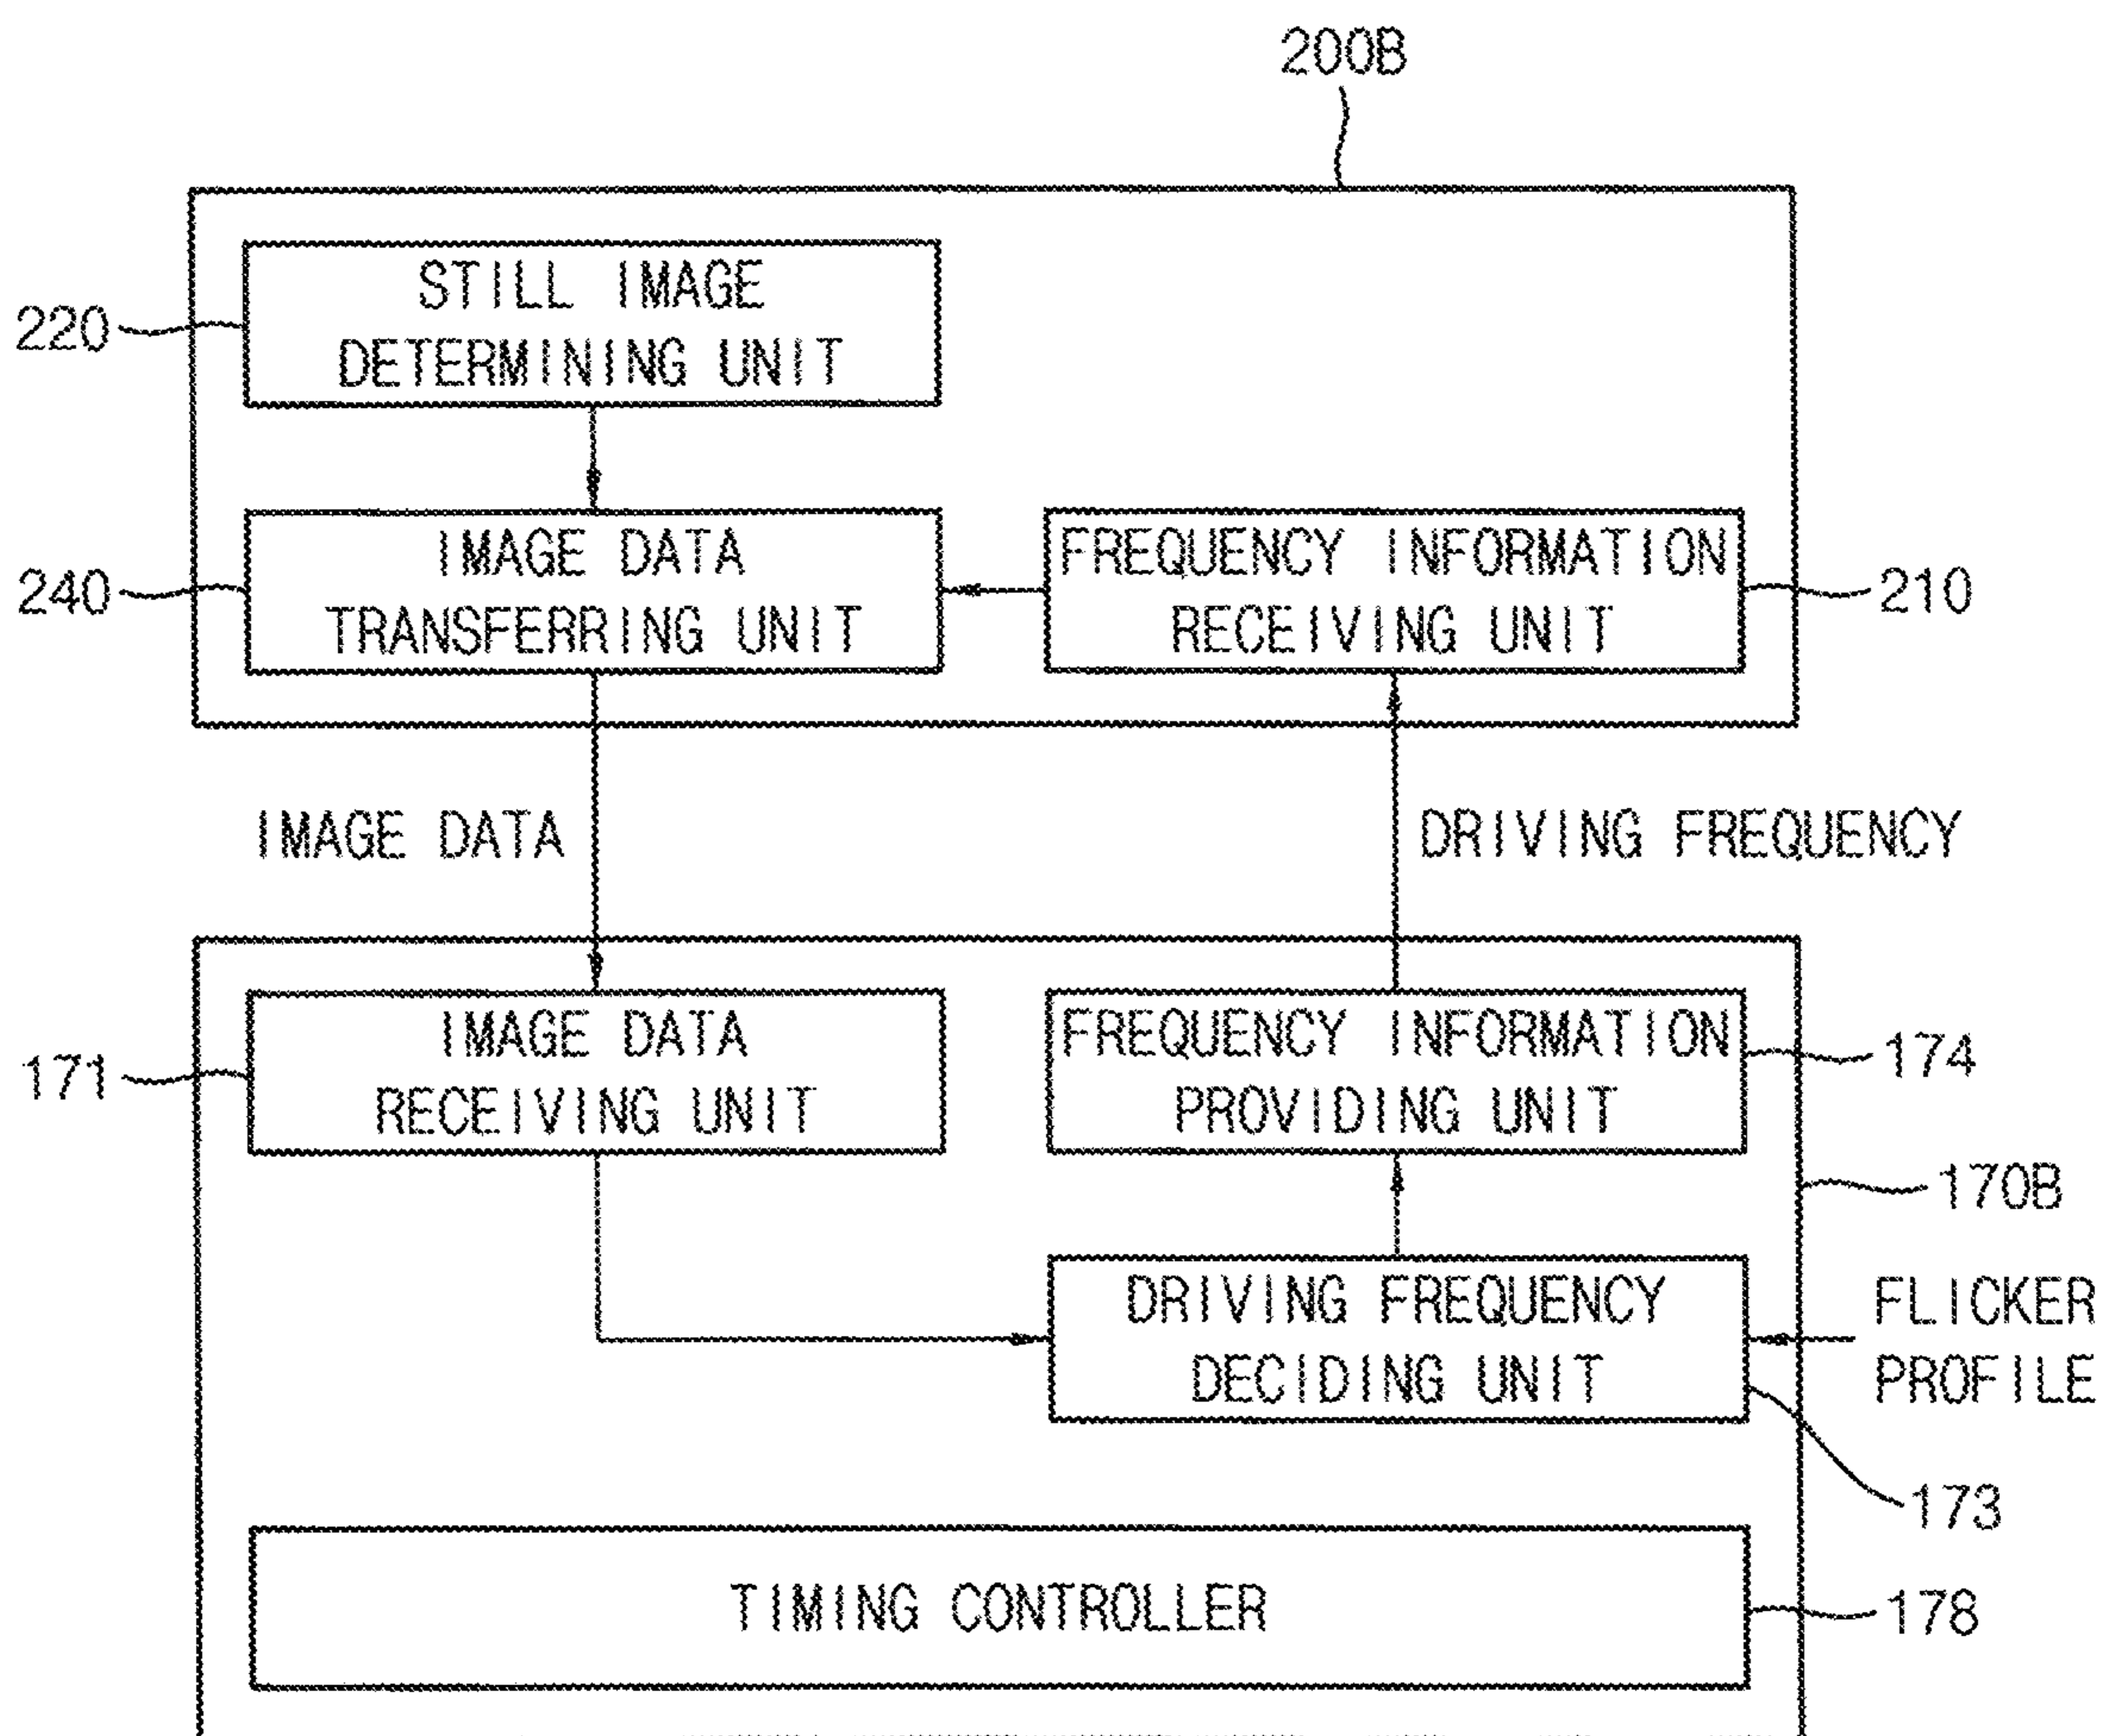 200B
STILL IMAGE
DETERMINING UNIT
220
IMAGE DATA
TRANSFERRING UNIT
240
FREQUENCY INFORMATION
RECEIVING UNIT
210
IMAGE DATA
DRIVING FREQUENCY
IMAGE DATA
RECEIVING UNIT
171
FREQUENCY INFORMATION
PROVIDING UNIT
174
170B
DRIVING FREQUENCY
DECIDING UNIT
FLICKER
PROFILE
173
TIMING CONTROLLER
178